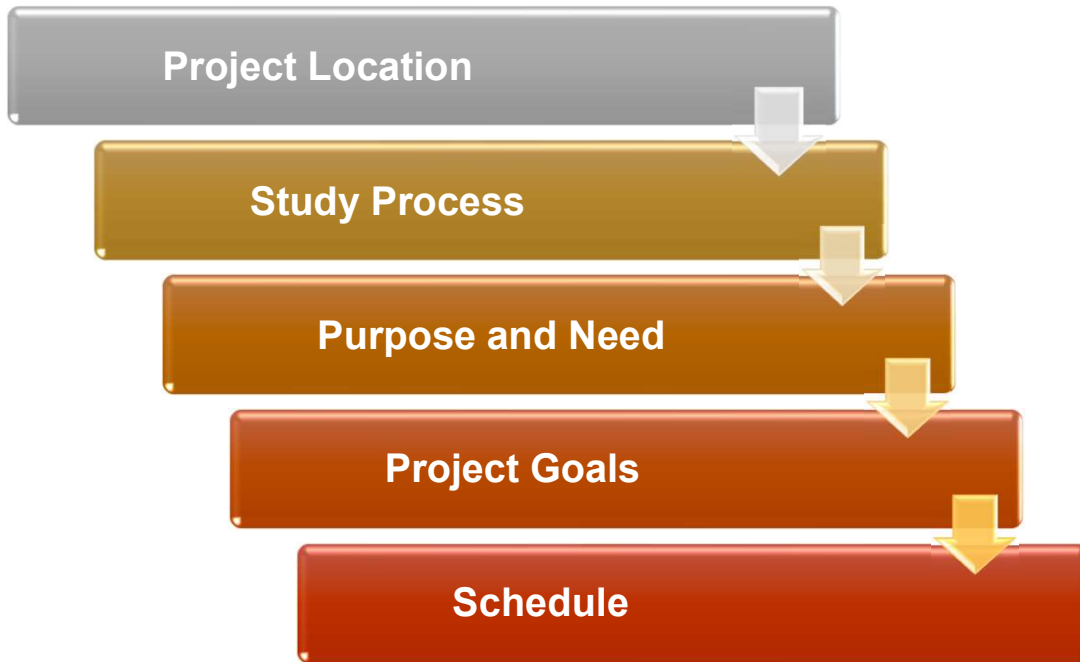 Project Location
Study Process
Purpose and Need
Project Goals
Schedule